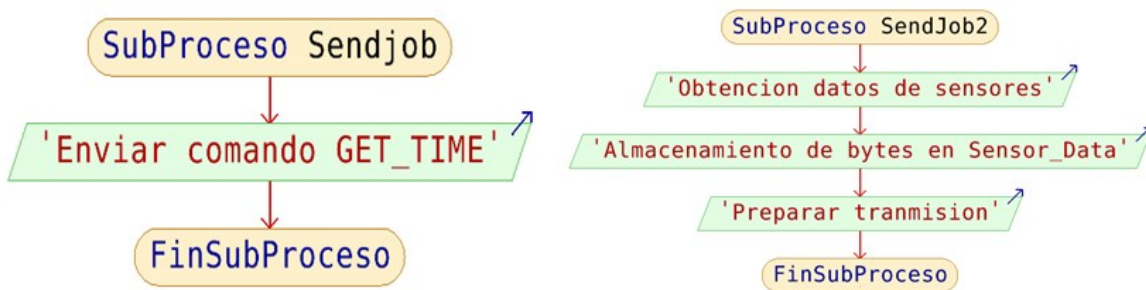 SubProceso Sendjob
'Enviar comando GET_TIME'
FinSubProceso
SubProceso SendJob2
'Obtencion datos de sensores'
'Almacenamiento de bytes en Sensor_Data'
'Preparar tranmision'
FinSubProceso